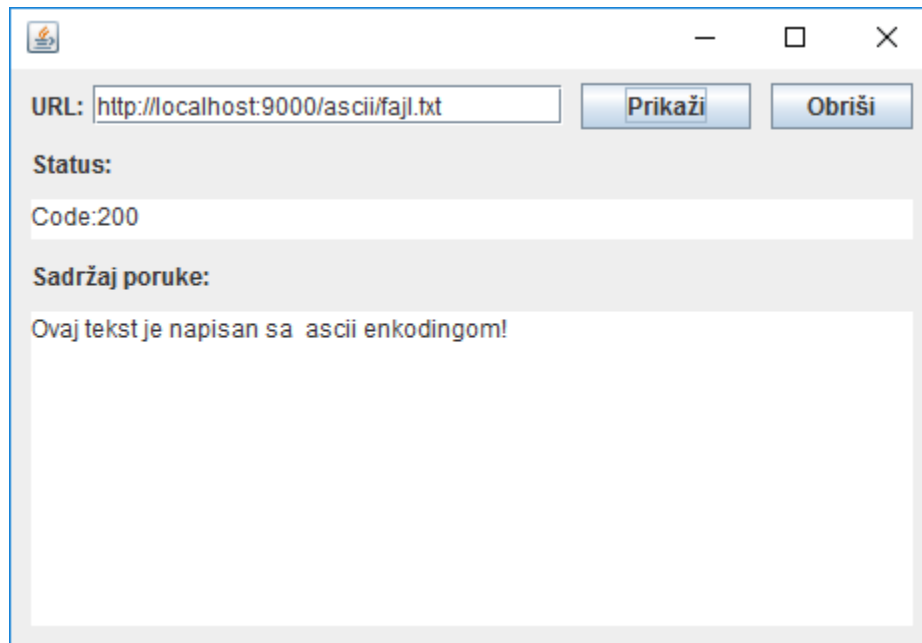 URL: http://localhost:9000/ascii/fajl.txt Prikaži Obriši
Status:
Code:200
Sadržaj poruke:
Ovaj tekst je napisan sa  ascii enkodingom!